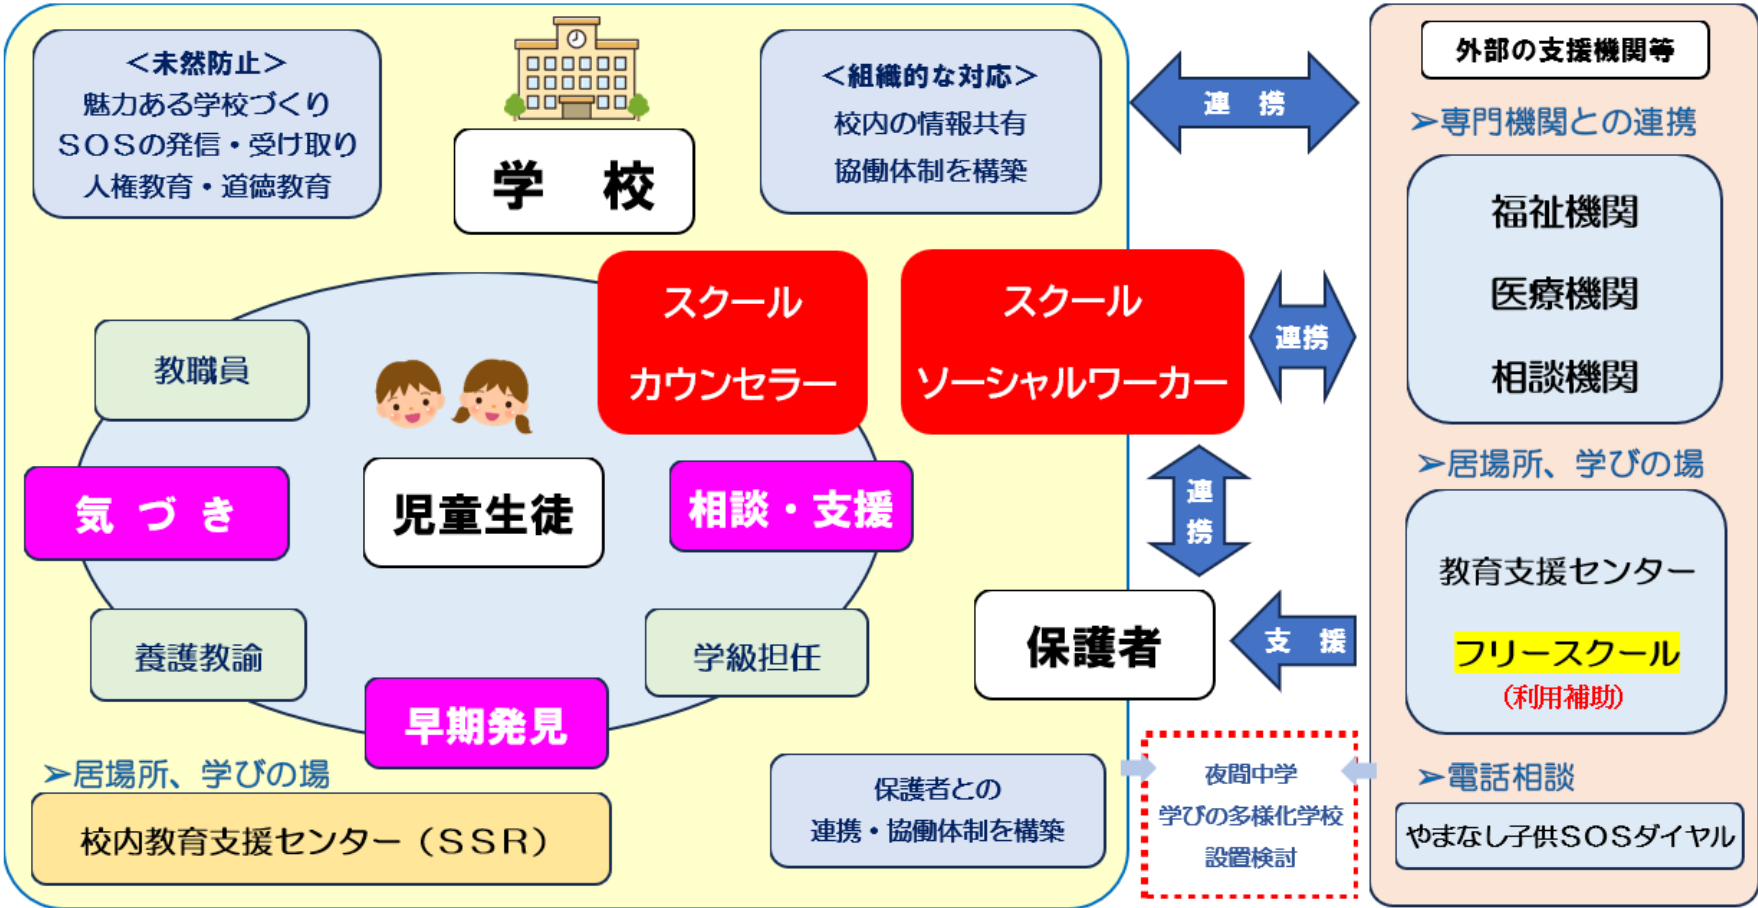 ＜未然防止＞
魅力ある学校づくり
ＳＯＳの発信・受け取り
人権教育・道徳教育
学　校
＜組織的な対応＞
校内の情報共有
協働体制を構築
連　携
外部の支援機関等
➢専門機関との連携
福祉機関
医療機関
相談機関
スクール
カウンセラー
スクール
ソーシャルワーカー
連携
教職員
気 づ き
児童生徒
相談・支援
養護教諭
学級担任
早期発見
連
携
保護者
支　援
➢居場所、学びの場
教育支援センター
フリースクール
（利用補助）
➢居場所、学びの場
校内教育支援センター（ＳＳＲ）
保護者との
連携・協働体制を構築
夜間中学
学びの多様化学校
設置検討
➢電話相談
やまなし子供ＳＯＳダイヤル